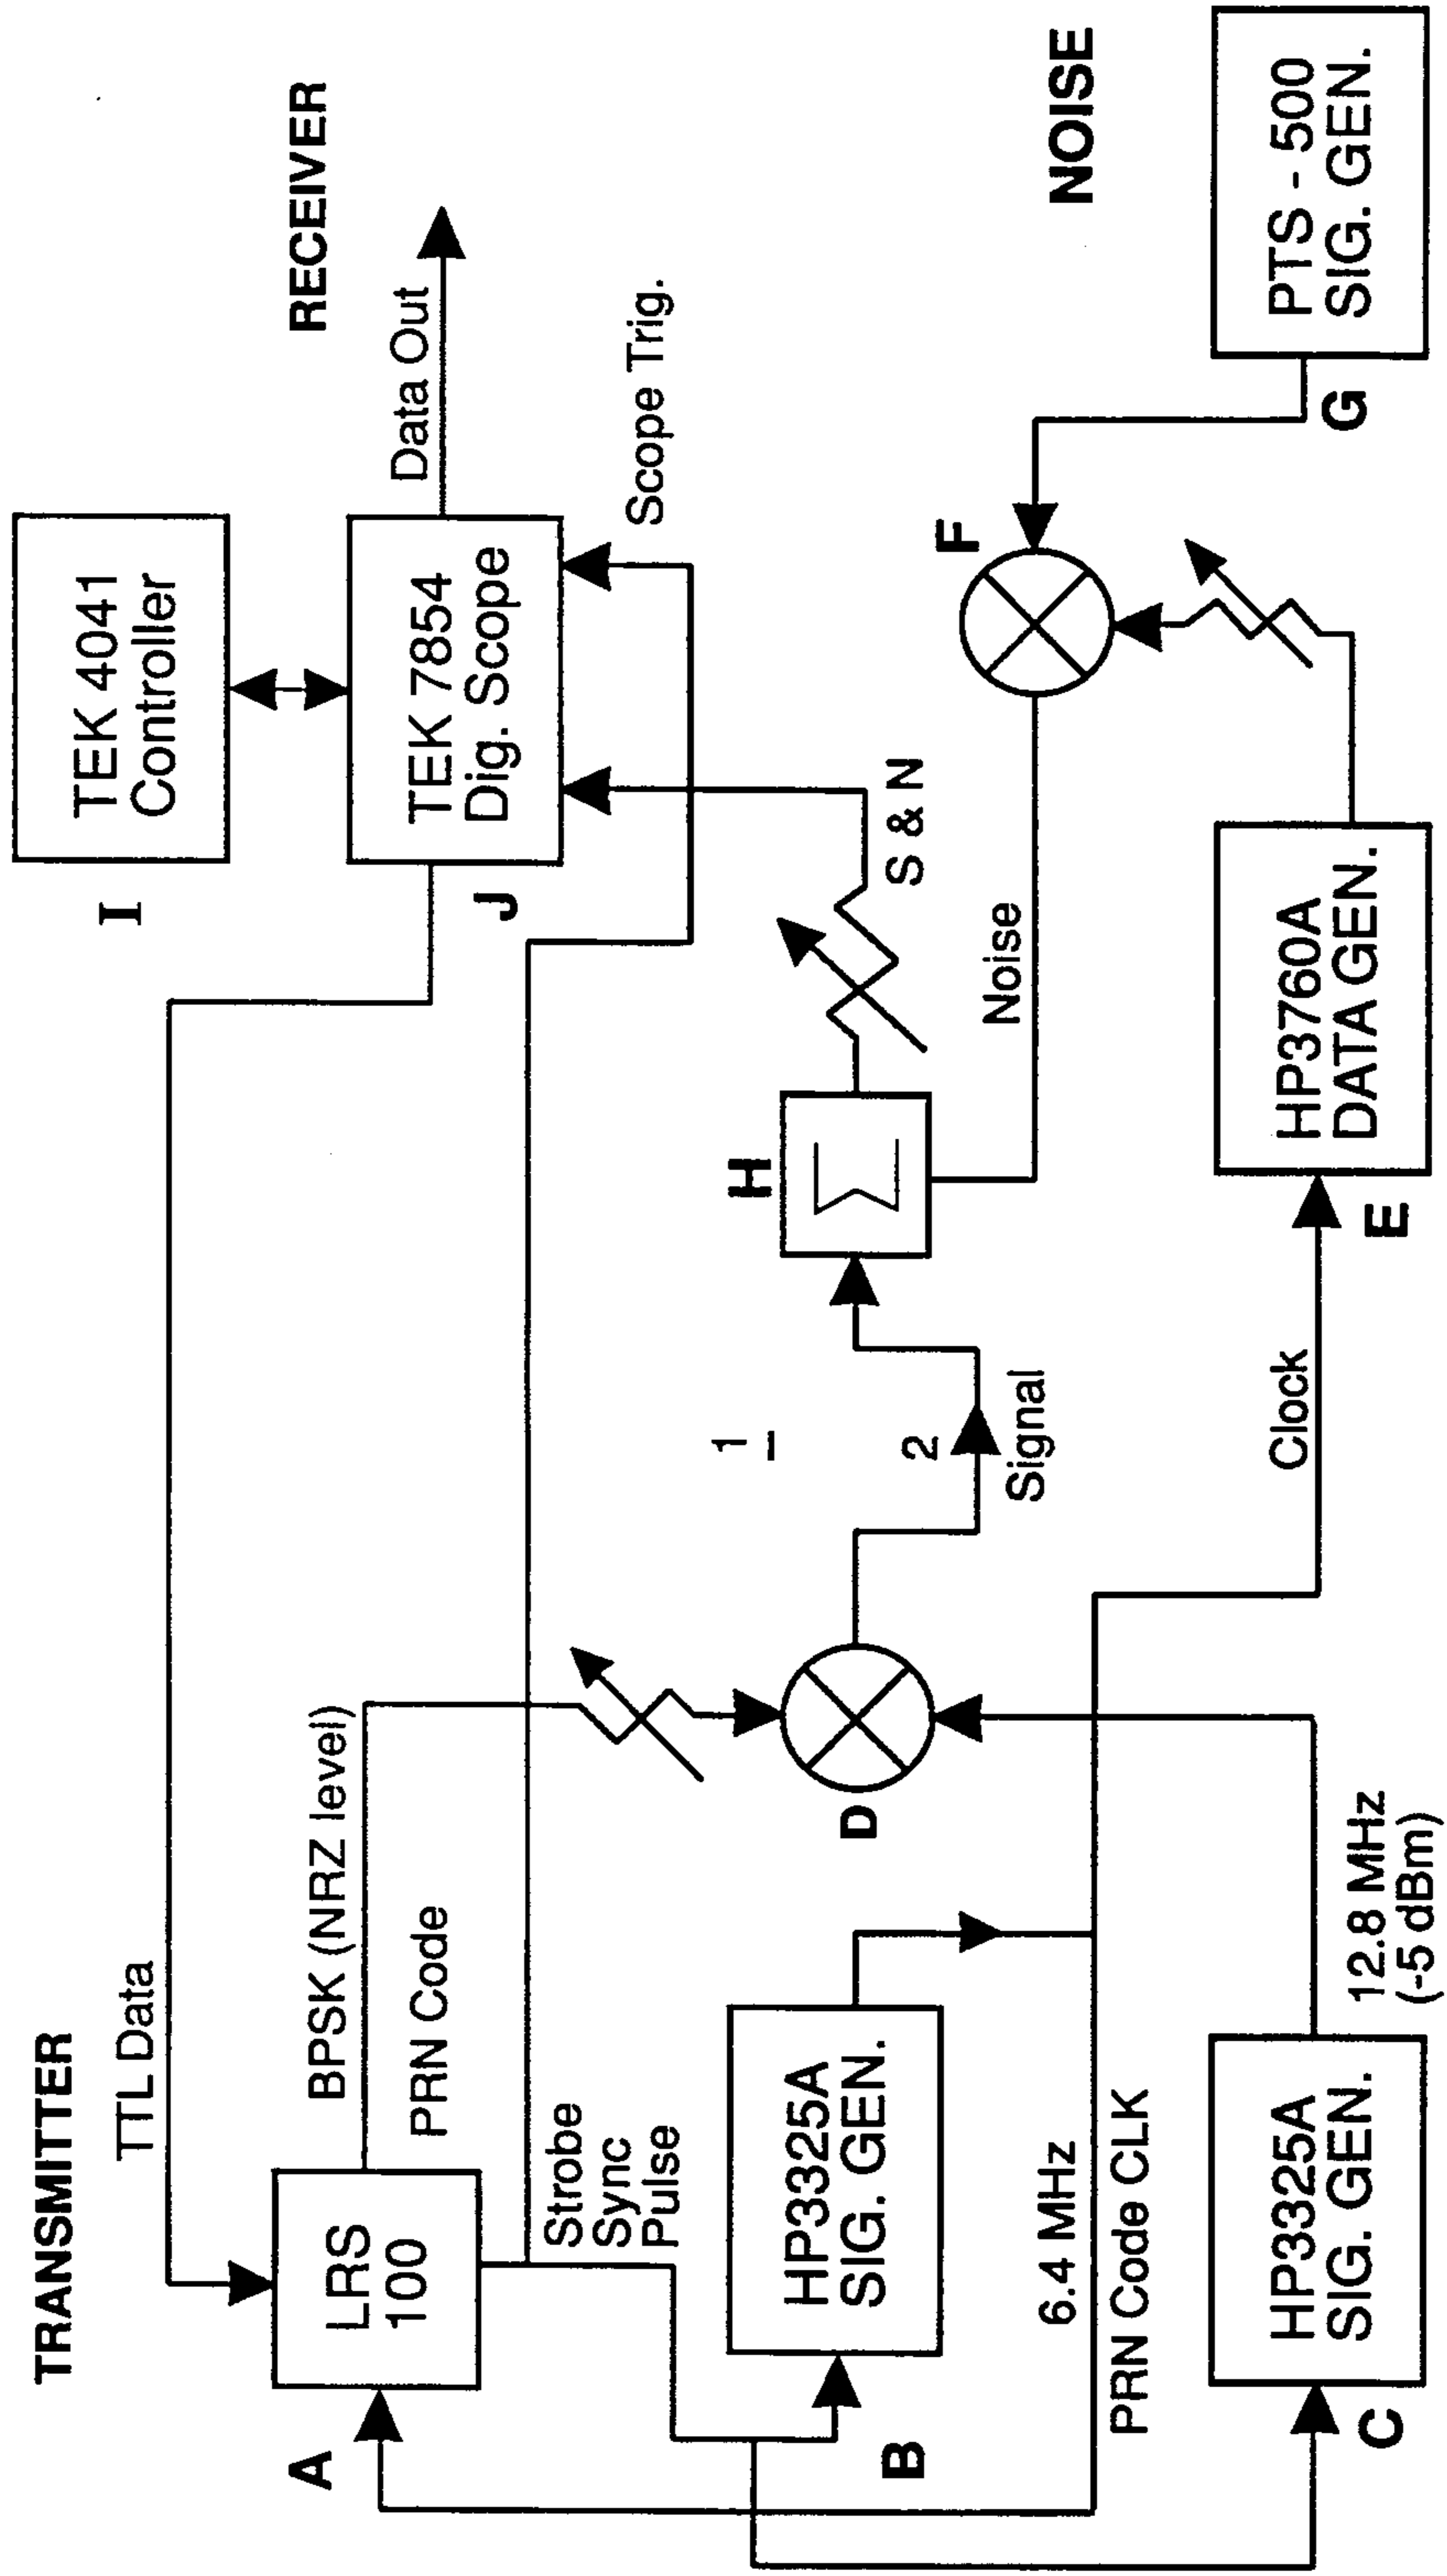 TRANSMITTER
TTL Data
A
LRS
100
BPSK (NRZ level)
PRN Code
Strobe
Sync
Pulse
B
HP3325A
SIG. GEN.
6.4 MHz
PRN Code CLK
C
HP3325A
SIG. GEN.
12.8 MHz
(-5 dBm)
D
1
2
Signal
Clock
H
Σ
S & N
Noise
E
HP3760A
DATA GEN.
F
G
PTS - 500
SIG. GEN.
NOISE
I
TEK 4041
Controller
J
TEK 7854
Dig. Scope
Data Out
Scope Trig.
RECEIVER